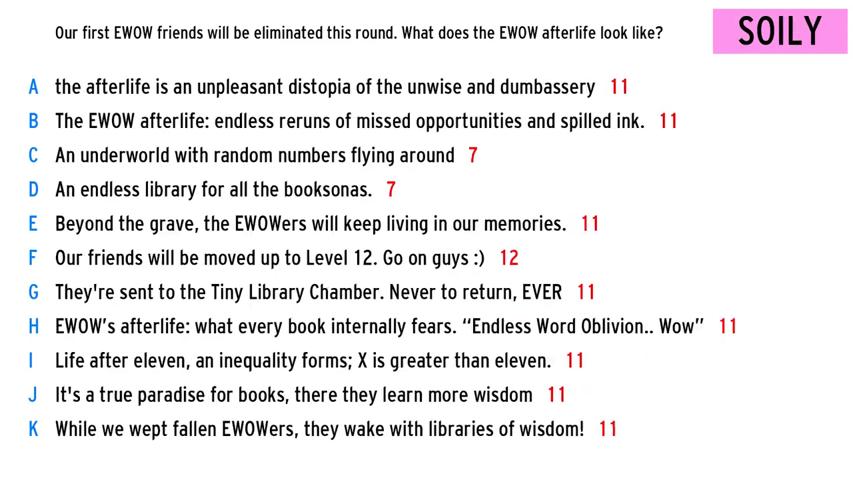 Our first EWOW friends will be eliminated this round. What does the EWOW afterlife look like?
SOILY
A the afterlife is an unpleasant distopia of the unwise and dumbassery 11
B The EWOW afterlife: endless reruns of missed opportunities and spilled ink. 11
C An underworld with random numbers flying around 7
D An endless library for all the booksonas. 7
E Beyond the grave, the EWOWers will keep living in our memories. 11
F Our friends will be moved up to Level 12. Go on guys :) 12
G They're sent to the Tiny Library Chamber. Never to return, EVER 11
H EWOW’s afterlife: what every book internally fears. “Endless Word Oblivion.. Wow” 11
I Life after eleven, an inequality forms; X is greater than eleven. 11
J It's a true paradise for books, there they learn more wisdom 11
K While we wept fallen EWOWers, they wake with libraries of wisdom! 11